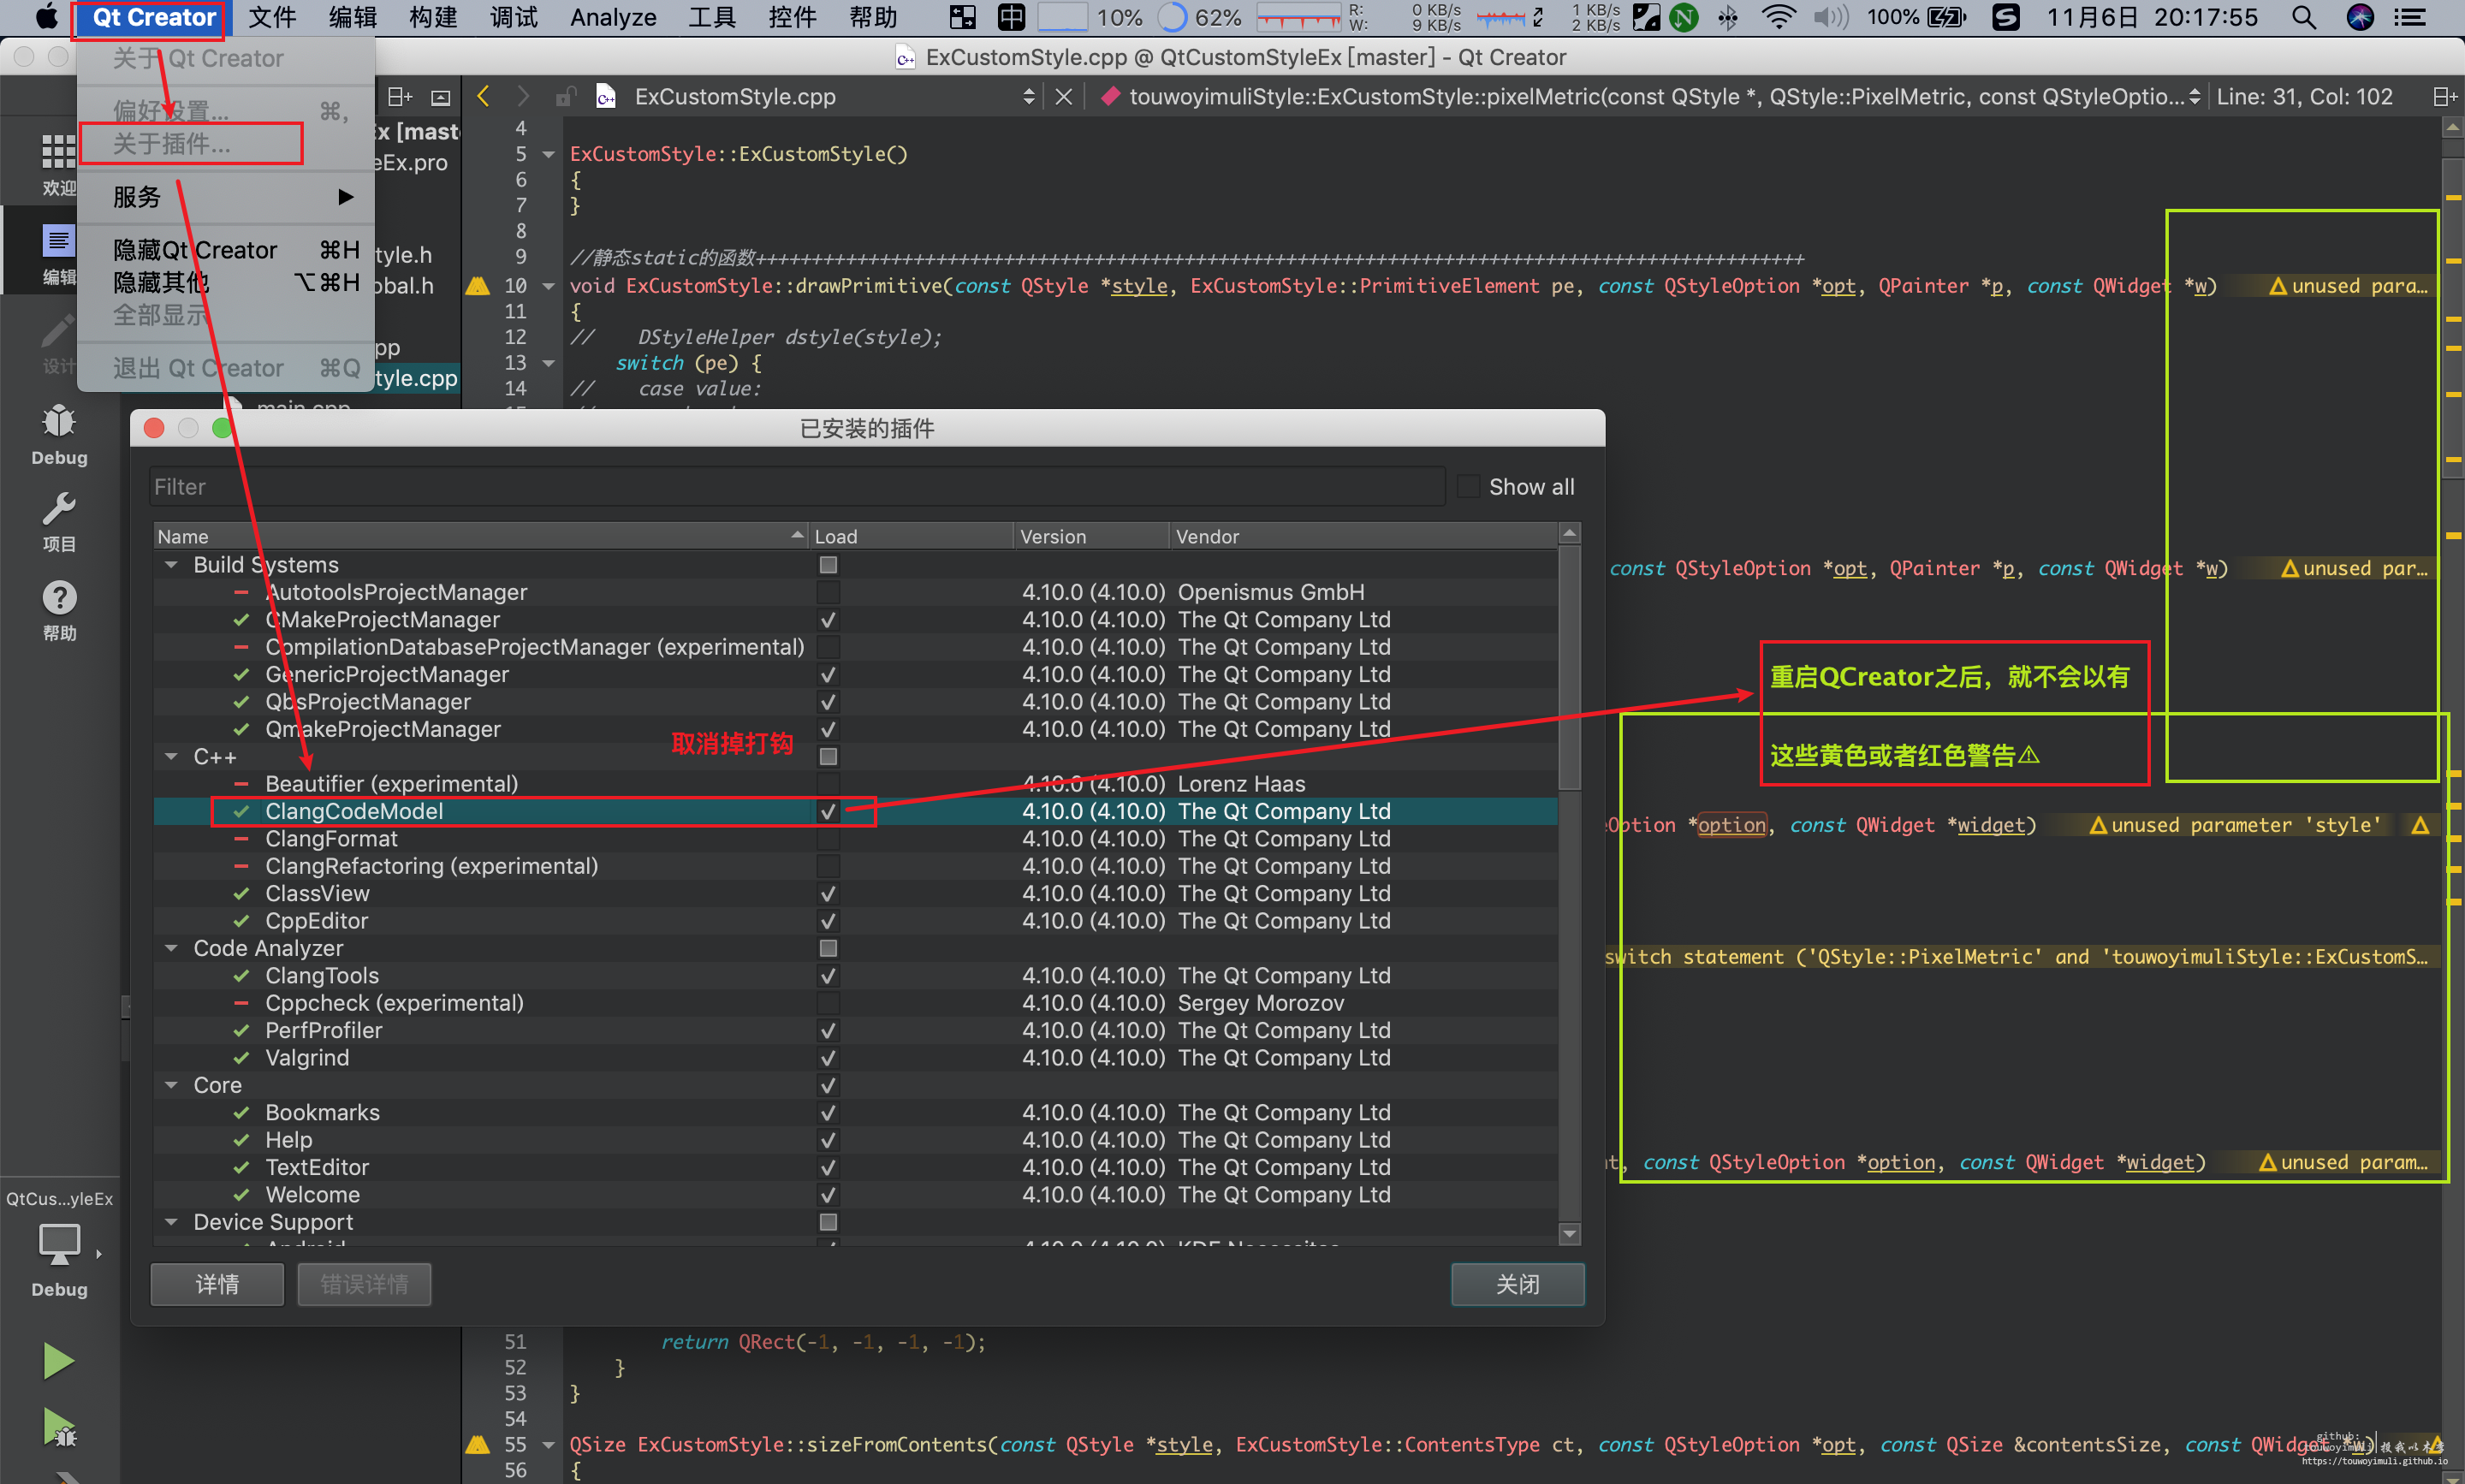 Qt Creator 文件 编辑 构建 调试 Analyze 工具 控件 帮助 中 10% 62% R: W: 0 KB/s 9 KB/s 1 KB/s 2 KB/s 100% 11月6日 20:17:55
ExCustomStyle.cpp @ QtCustomStyleEx [master] - Qt Creator
关于 Qt Creator
偏好设置... ⌘,
关于插件...
服务
隐藏Qt Creator ⌘H
隐藏其他 ⌥⌘H
全部显示
退出 Qt Creator ⌘Q
ExCustomStyle.cpp
touwoyimuliStyle::ExCustomStyle::pixelMetric(const QStyle *, QStyle::PixelMetric, const QStyleOptio... Line: 31, Col: 102
Ex [mast
eEx.pro
tyle.h
obal.h
pp
tyle.cpp
main.cpp
欢迎
编辑
设计
Debug
项目
帮助
QtCus...yleEx
Debug
4
5 ExCustomStyle::ExCustomStyle()
6 {
7 }
8
9 //静态static的函数+++++++++++++++++++++++++++++++++++++++++++++++++++++++++++++++++++++++++++++++++++++++++++++
10 void ExCustomStyle::drawPrimitive(const QStyle *style, ExCustomStyle::PrimitiveElement pe, const QStyleOption *opt, QPainter *p, const QWidget *w) unused para...
11 {
12 // DStyleHelper dstyle(style);
13 switch (pe) {
14 // case value:
已安装的插件
Filter Show all
Name Load Version Vendor
Build Systems
AutotoolsProjectManager 4.10.0 (4.10.0) Openismus GmbH
CMakeProjectManager 4.10.0 (4.10.0) The Qt Company Ltd
CompilationDatabaseProjectManager (experimental) 4.10.0 (4.10.0) The Qt Company Ltd
GenericProjectManager 4.10.0 (4.10.0) The Qt Company Ltd
QbsProjectManager 4.10.0 (4.10.0) The Qt Company Ltd
QmakeProjectManager 4.10.0 (4.10.0) The Qt Company Ltd
取消掉打钩
C++
Beautifier (experimental) 4.10.0 (4.10.0) Lorenz Haas
ClangCodeModel 4.10.0 (4.10.0) The Qt Company Ltd
ClangFormat 4.10.0 (4.10.0) The Qt Company Ltd
ClangRefactoring (experimental) 4.10.0 (4.10.0) The Qt Company Ltd
ClassView 4.10.0 (4.10.0) The Qt Company Ltd
CppEditor 4.10.0 (4.10.0) The Qt Company Ltd
Code Analyzer
ClangTools 4.10.0 (4.10.0) The Qt Company Ltd
Cppcheck (experimental) 4.10.0 (4.10.0) Sergey Morozov
PerfProfiler 4.10.0 (4.10.0) The Qt Company Ltd
Valgrind 4.10.0 (4.10.0) The Qt Company Ltd
Core
Bookmarks 4.10.0 (4.10.0) The Qt Company Ltd
Help 4.10.0 (4.10.0) The Qt Company Ltd
TextEditor 4.10.0 (4.10.0) The Qt Company Ltd
Welcome 4.10.0 (4.10.0) The Qt Company Ltd
Device Support
详情 错误详情 关闭
const QStyleOption *opt, QPainter *p, const QWidget *w) unused par...
重启QCreator之后，就不会以有
这些黄色或者红色警告⚠
eOption *option, const QWidget *widget) unused parameter 'style'
switch statement ('QStyle::PixelMetric' and 'touwoyimuliStyle::ExCustomS...
nt, const QStyleOption *option, const QWidget *widget) unused param...
51 return QRect(-1, -1, -1, -1);
52 }
53 }
54
55 QSize ExCustomStyle::sizeFromContents(const QStyle *style, ExCustomStyle::ContentsType ct, const QStyleOption *opt, const QSize &contentsSize, const QWidget *w)
56 {
github:
touwoyimuli
https://touwoyimuli.github.io